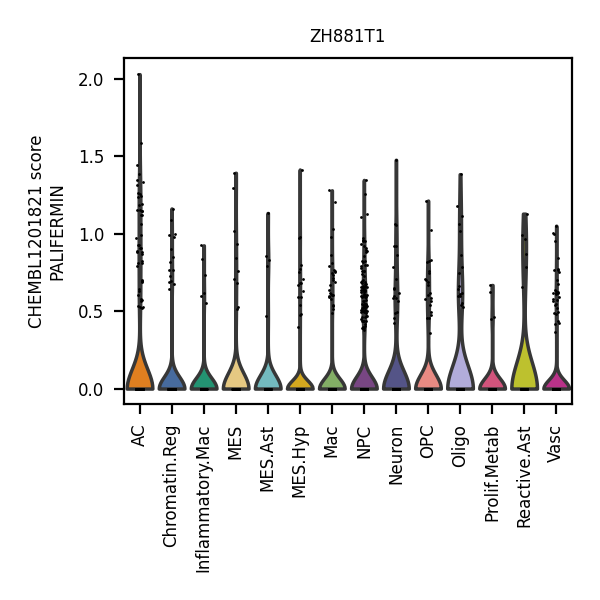 ZH881T1
CHEMBL1201821 score
PALIFERMIN
2.0
1.5
1.0
0.5
0.0
AC
Chromatin.Reg
Inflammatory.Mac
MES
MES.Ast
MES.Hyp
Mac
NPC
Neuron
OPC
Oligo
Prolif.Metab
Reactive.Ast
Vasc